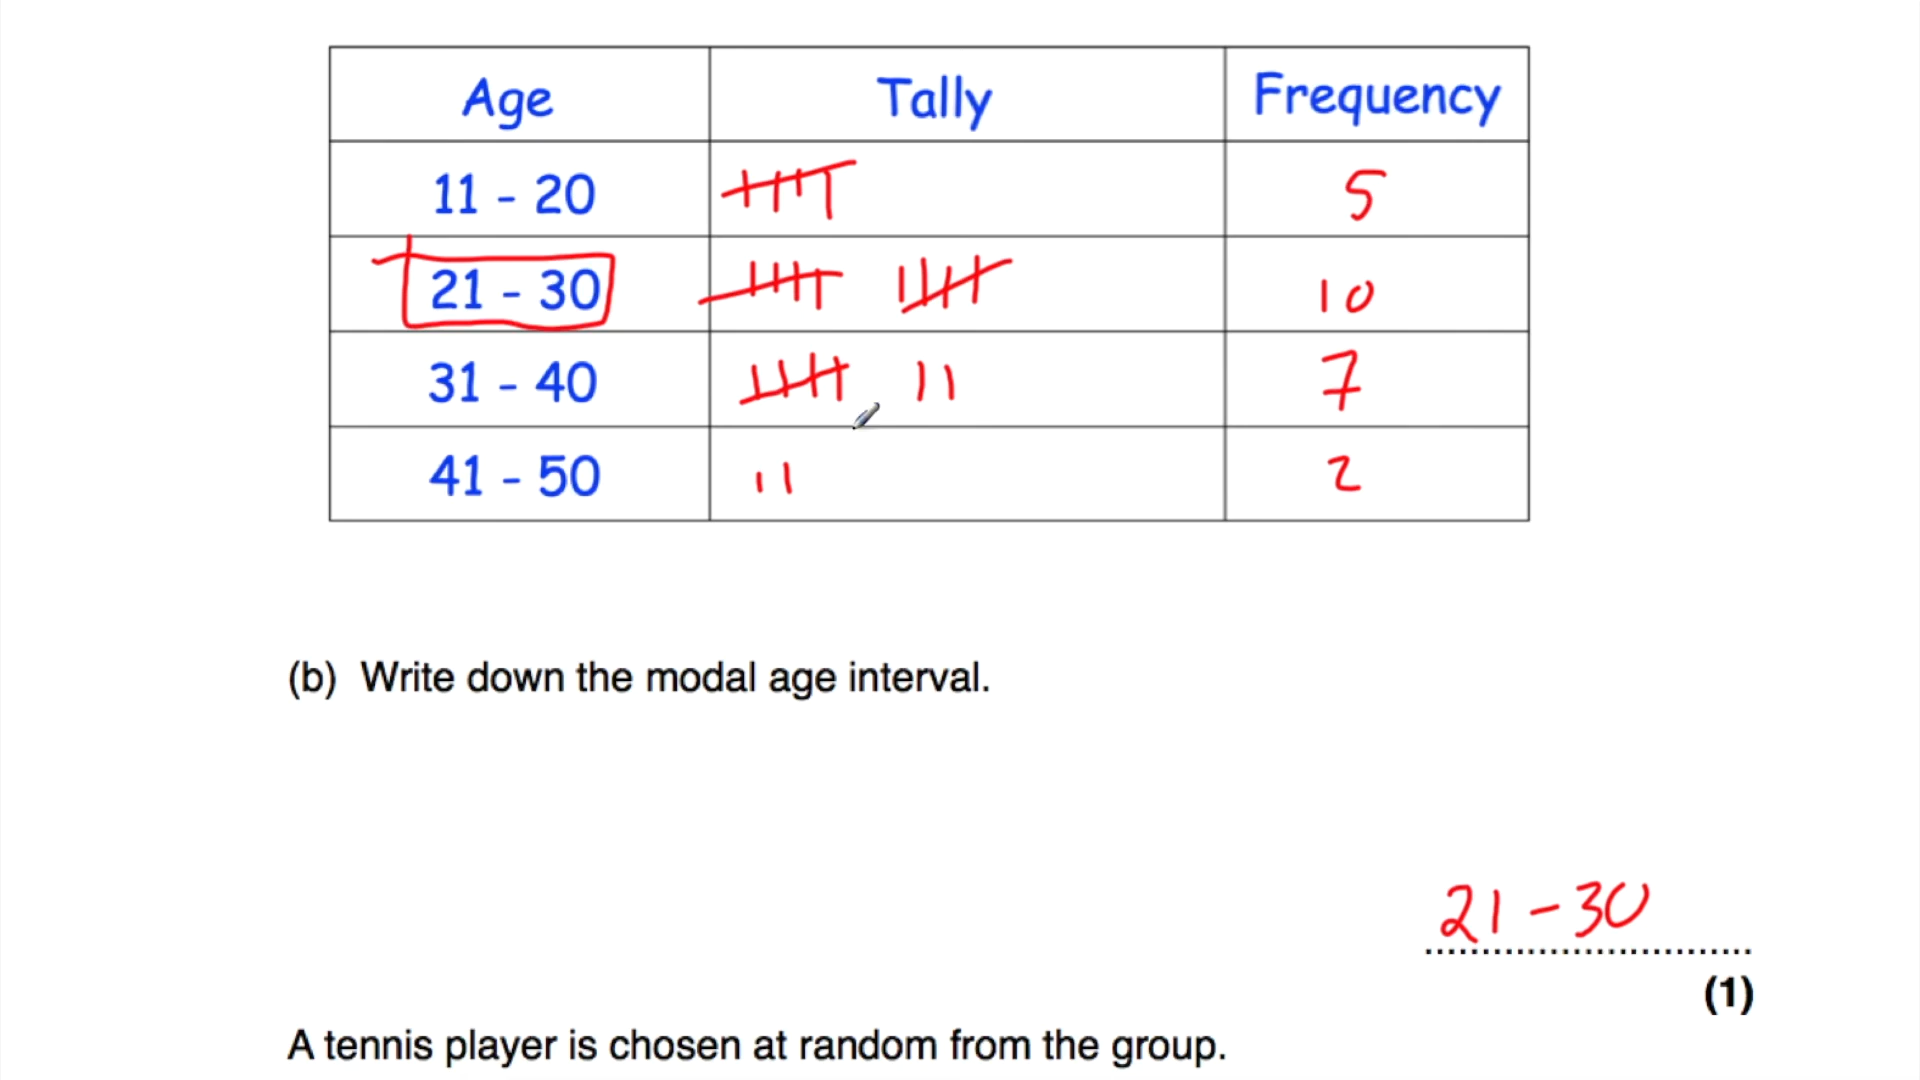 Age Tally Frequency
11 - 20 5
21 - 30 10
31 - 40 7
41 - 50 2
(b) Write down the modal age interval.
21 - 30
(1)
A tennis player is chosen at random from the group.